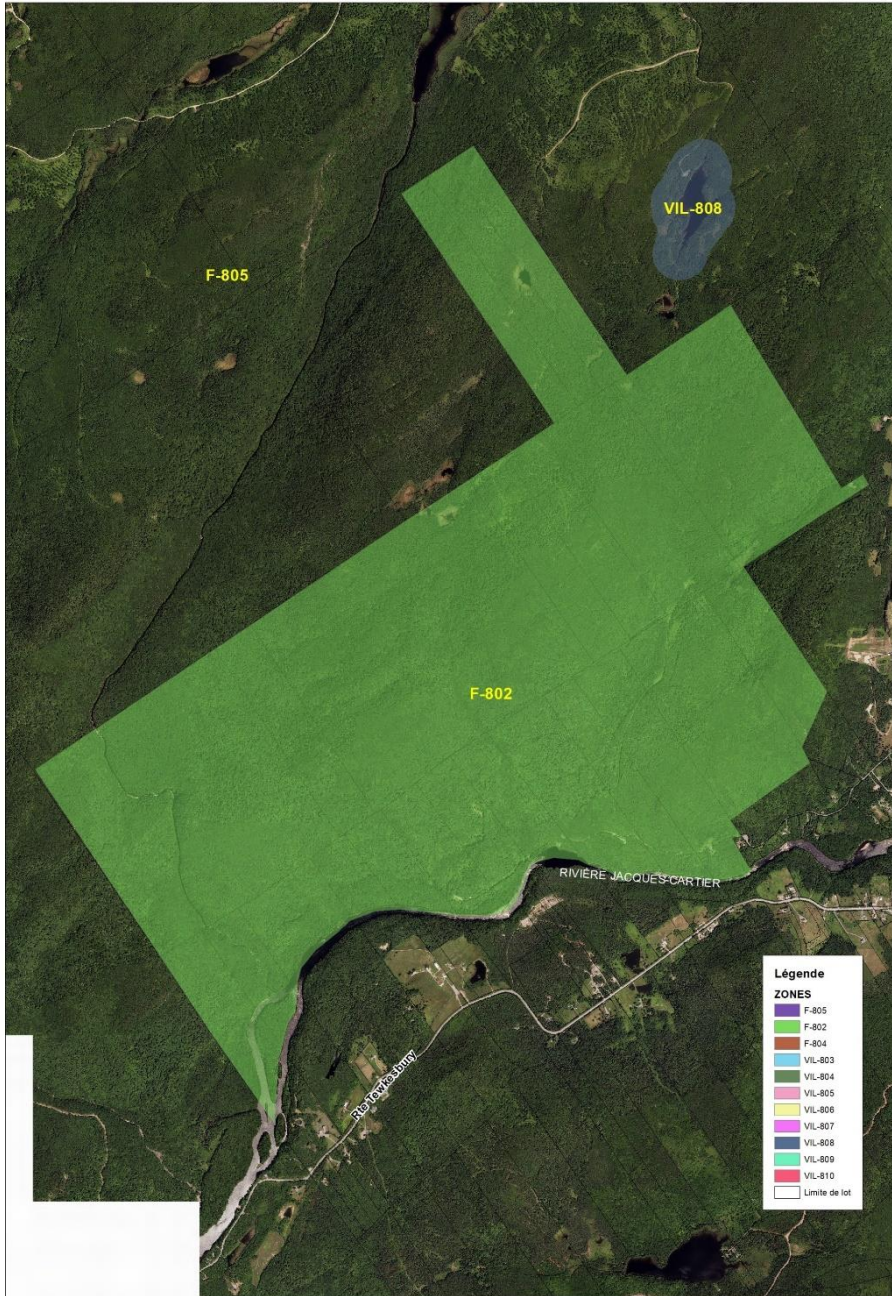 VIL-808
F-805
F-802
RIVIÈRE JACQUES-CARTIER
Rte Tewkesbury
Légende
ZONES
F-805
F-802
F-804
VIL-803
VIL-804
VIL-805
VIL-806
VIL-807
VIL-808
VIL-809
VIL-810
Limite de lot